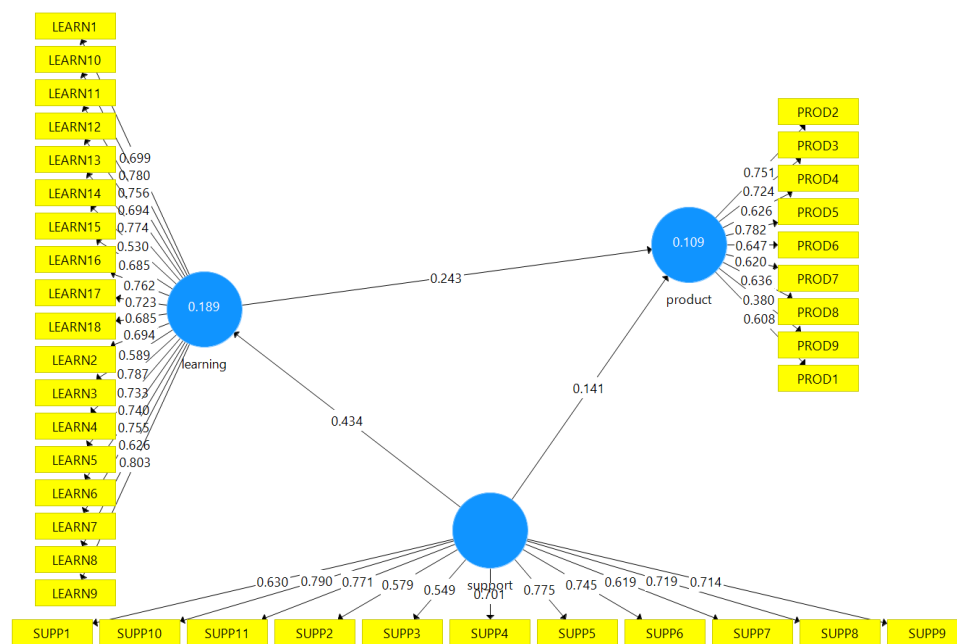 LEARN1
LEARN10
LEARN11
LEARN12
LEARN13
LEARN14
LEARN15
LEARN16
LEARN17
LEARN18
LEARN2
LEARN3
LEARN4
LEARN5
LEARN6
LEARN7
LEARN8
LEARN9
0.699
0.780
0.756
0.694
0.774
0.530
0.685
0.762
0.723
0.685
0.694
0.589
0.787
0.733
0.740
0.755
0.626
0.803
0.189
learning
0.243
0.434
0.141
0.109
product
0.751
0.724
0.626
0.782
0.647
0.620
0.636
0.380
0.608
PROD2
PROD3
PROD4
PROD5
PROD6
PROD7
PROD8
PROD9
PROD1
support
0.630 0.790 0.771 0.579 0.549 0.701 0.775 0.745 0.619 0.719 0.714
SUPP1 SUPP10 SUPP11 SUPP2 SUPP3 SUPP4 SUPP5 SUPP6 SUPP7 SUPP8 SUPP9